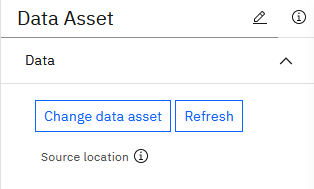 Data Asset
Data
Change data asset Refresh
Source location